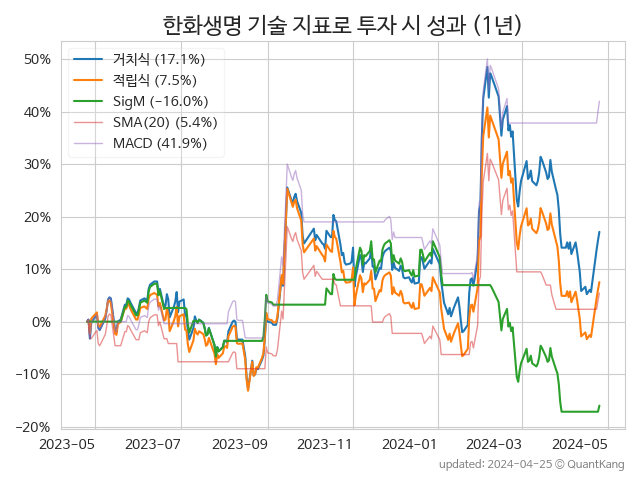 한화생명 기술 지표로 투자 시 성과 (1년)
거치식 (17.1%)
적립식 (7.5%)
SigM (−16.0%)
SMA(20) (5.4%)
MACD (41.9%)
50%
40%
30%
20%
10%
0%
−10%
−20%
2023-05 2023-07 2023-09 2023-11 2024-01 2024-03 2024-05
updated: 2024-04-25 ⓒ QuantKang